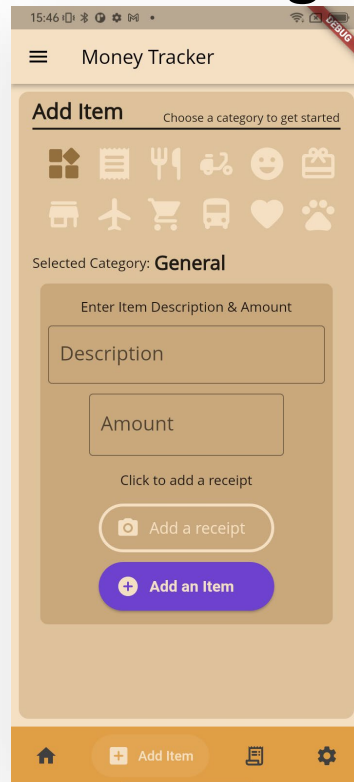 15:46
DEBUG
Money Tracker
Add Item
Choose a category to get started
Selected Category: General
Enter Item Description & Amount
Description
Amount
Click to add a receipt
Add a receipt
Add an Item
Add Item